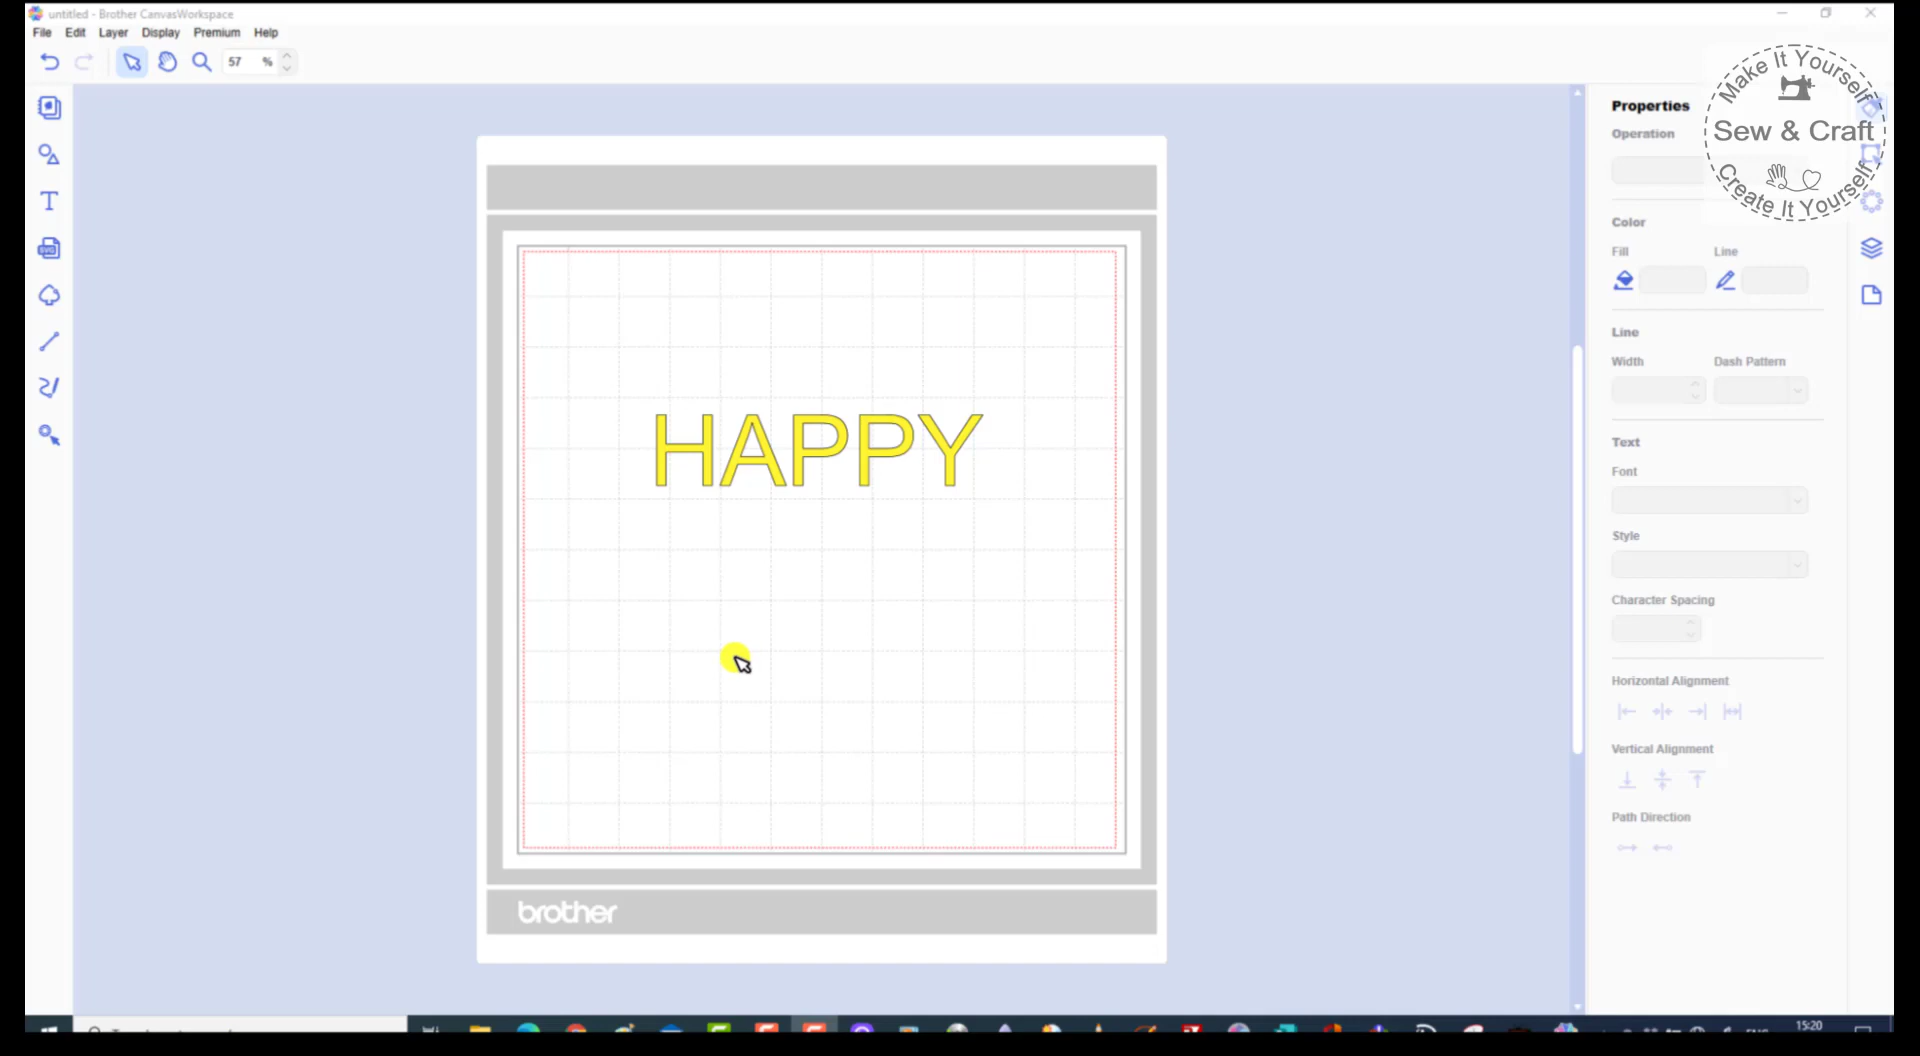 untitled - Brother CanvasWorkspace
File Edit Layer Display Premium Help
57 %
Make It Yourself
Sew & Craft
Create It Yourself
Properties
Operation
Color
Fill Line
Line
Width Dash Pattern
Text
Font
Style
Character Spacing
Horizontal Alignment
Vertical Alignment
Path Direction
SVG
HAPPY
brother
15:20